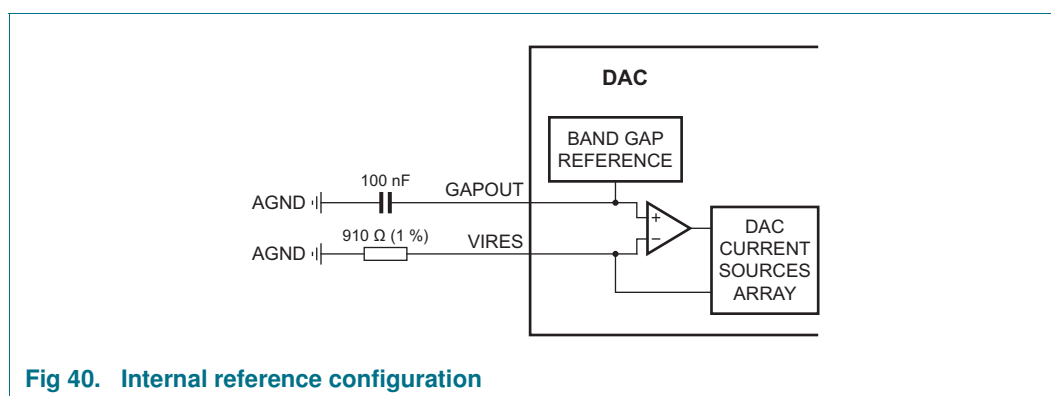 DAC
BAND GAP
REFERENCE
100 nF
GAPOUT
AGND
910 Ω (1 %)
VIRES
AGND
+
−
DAC
CURRENT
SOURCES
ARRAY
Fig 40. Internal reference configuration